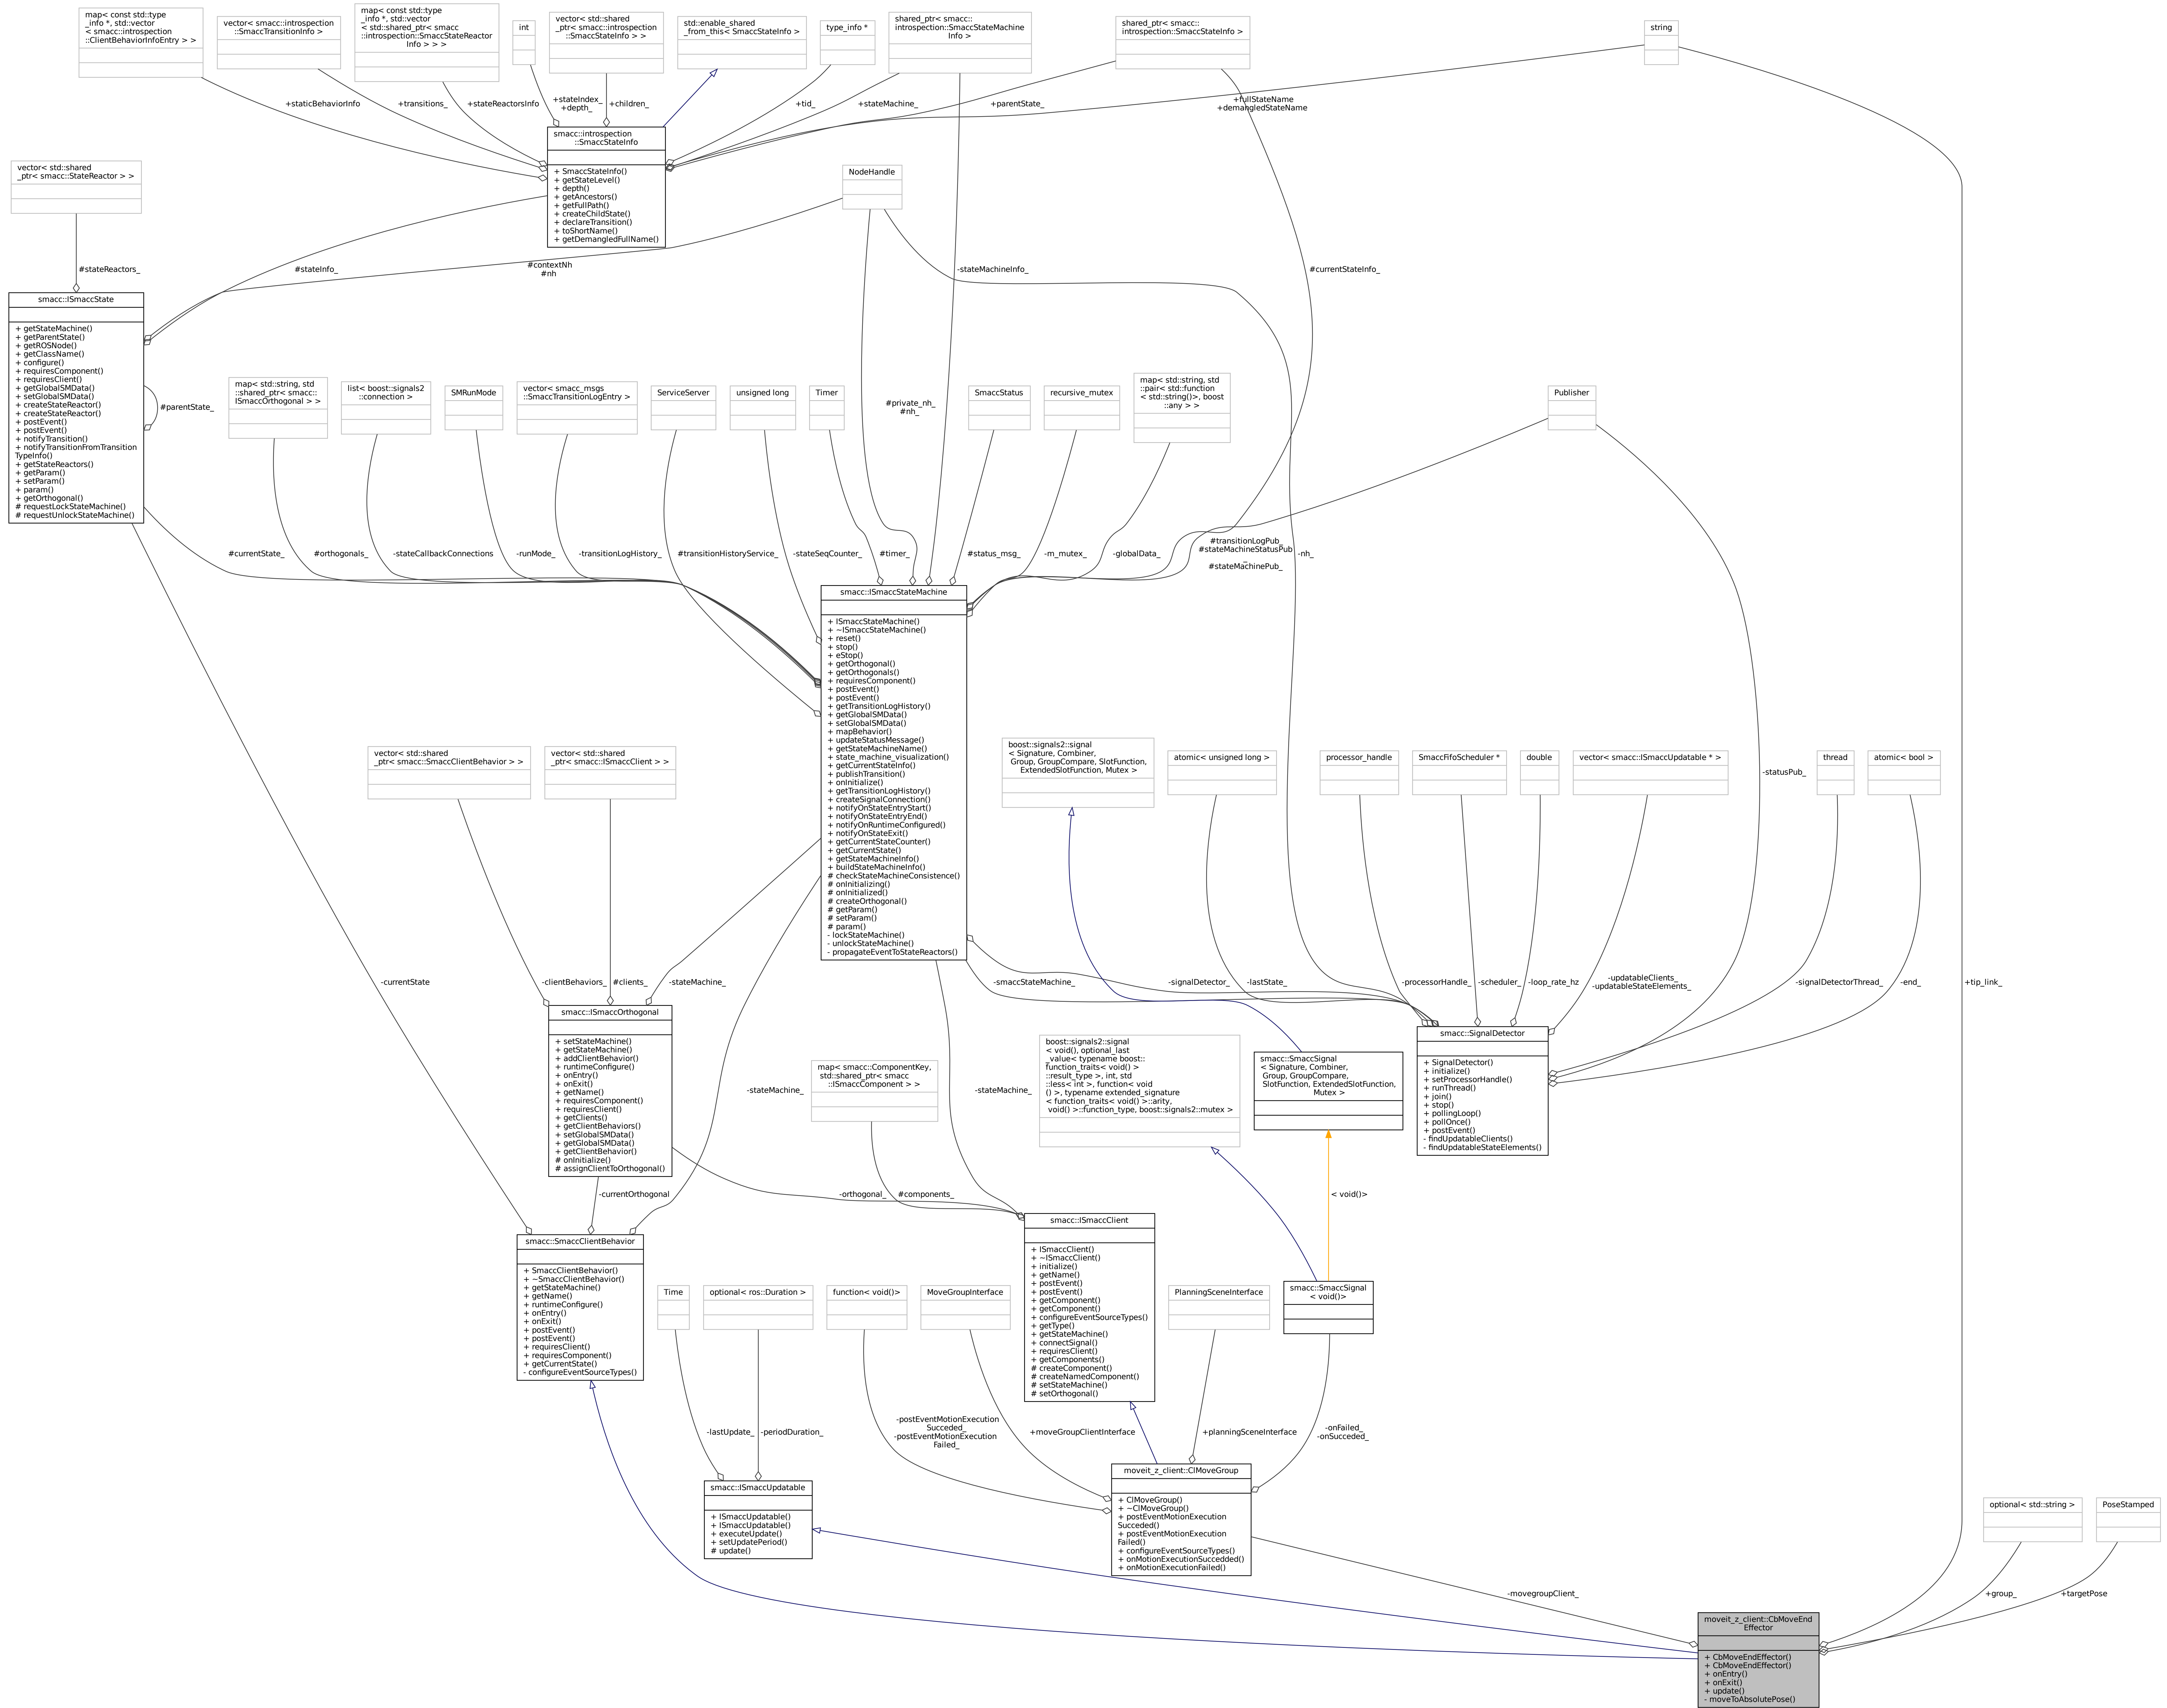 map< const std::type
_info *, std::vector
< smacc::introspection
::ClientBehaviorInfoEntry > >
vector< smacc::introspection
::SmaccTransitionInfo >
map< const std::type
_info *, std::vector
< std::shared_ptr< smacc
::introspection::SmaccStateReactor
Info > > >
int
vector< std::shared
_ptr< smacc::introspection
::SmaccStateInfo > >
std::enable_shared
_from_this< SmaccStateInfo >
type_info *
shared_ptr< smacc::
introspection::SmaccStateMachine
Info >
shared_ptr< smacc::
introspection::SmaccStateInfo >
string
+staticBehaviorInfo
+transitions_
+stateReactorsInfo
+stateIndex_
+depth_
+children_
+tid_
+stateMachine_
+parentState_
+fullStateName
+demangledStateName
smacc::introspection
::SmaccStateInfo
+ SmaccStateInfo()
+ getStateLevel()
+ depth()
+ getAncestors()
+ getFullPath()
+ createChildState()
+ declareTransition()
+ toShortName()
+ getDemangledFullName()
vector< std::shared
_ptr< smacc::StateReactor > >
NodeHandle
#stateReactors_
#stateInfo_
#contextNh
#nh
-stateMachineInfo_
#currentStateInfo_
smacc::ISmaccState
+ getStateMachine()
+ getParentState()
+ getROSNode()
+ getClassName()
+ configure()
+ requiresComponent()
+ requiresClient()
+ getGlobalSMData()
+ setGlobalSMData()
+ createStateReactor()
+ createStateReactor()
+ postEvent()
+ postEvent()
+ notifyTransition()
+ notifyTransitionFromTransition
TypeInfo()
+ getStateReactors()
+ getParam()
+ setParam()
+ param()
+ getOrthogonal()
# requestLockStateMachine()
# requestUnlockStateMachine()
#parentState_
map< std::string, std
::shared_ptr< smacc::
ISmaccOrthogonal > >
list< boost::signals2
::connection >
SMRunMode
vector< smacc_msgs
::SmaccTransitionLogEntry >
ServiceServer
unsigned long
Timer
#private_nh_
#nh_
SmaccStatus
recursive_mutex
map< std::string, std
::pair< std::function
< std::string()>, boost
::any > >
Publisher
#currentState_
#orthogonals_
-stateCallbackConnections
-runMode_
-transitionLogHistory_
#transitionHistoryService_
-stateSeqCounter_
#timer_
#status_msg_
-m_mutex_
-globalData_
#transitionLogPub_
#stateMachineStatusPub
_
#stateMachinePub_
-nh_
smacc::ISmaccStateMachine
+ ISmaccStateMachine()
+ ~ISmaccStateMachine()
+ reset()
+ stop()
+ eStop()
+ getOrthogonal()
+ getOrthogonals()
+ requiresComponent()
+ postEvent()
+ postEvent()
+ getTransitionLogHistory()
+ getGlobalSMData()
+ setGlobalSMData()
+ mapBehavior()
+ updateStatusMessage()
+ getStateMachineName()
+ state_machine_visualization()
+ getCurrentStateInfo()
+ publishTransition()
+ onInitialize()
+ getTransitionLogHistory()
+ createSignalConnection()
+ notifyOnStateEntryStart()
+ notifyOnStateEntryEnd()
+ notifyOnRuntimeConfigured()
+ notifyOnStateExit()
+ getCurrentStateCounter()
+ getCurrentState()
+ getStateMachineInfo()
+ buildStateMachineInfo()
# checkStateMachineConsistence()
# onInitializing()
# onInitialized()
# createOrthogonal()
# getParam()
# setParam()
# param()
- lockStateMachine()
- unlockStateMachine()
- propagateEventToStateReactors()
vector< std::shared
_ptr< smacc::SmaccClientBehavior > >
vector< std::shared
_ptr< smacc::ISmaccClient > >
boost::signals2::signal
< Signature, Combiner,
Group, GroupCompare, SlotFunction,
ExtendedSlotFunction, Mutex >
atomic< unsigned long >
processor_handle
SmaccFifoScheduler *
double
vector< smacc::ISmaccUpdatable * >
-statusPub_
thread
atomic< bool >
-currentState
-clientBehaviors_
#clients_
-stateMachine_
-smaccStateMachine_
-signalDetector_
-lastState_
-processorHandle_
-scheduler_
-loop_rate_hz
-updatableClients_
-updatableStateElements_
-signalDetectorThread_
-end_
+tip_link_
smacc::ISmaccOrthogonal
+ setStateMachine()
+ getStateMachine()
+ addClientBehavior()
+ runtimeConfigure()
+ onEntry()
+ onExit()
+ getName()
+ requiresComponent()
+ requiresClient()
+ getClients()
+ getClientBehaviors()
+ setGlobalSMData()
+ getGlobalSMData()
+ getClientBehavior()
# onInitialize()
# assignClientToOrthogonal()
smacc::SignalDetector
+ SignalDetector()
+ initialize()
+ setProcessorHandle()
+ runThread()
+ join()
+ stop()
+ pollingLoop()
+ pollOnce()
+ postEvent()
- findUpdatableClients()
- findUpdatableStateElements()
boost::signals2::signal
< void(), optional_last
_value< typename boost::
function_traits< void() >
::result_type >, int, std
::less< int >, function< void
() >, typename extended_signature
< function_traits< void() >::arity,
void() >::function_type, boost::signals2::mutex >
smacc::SmaccSignal
< Signature, Combiner,
Group, GroupCompare,
SlotFunction, ExtendedSlotFunction,
Mutex >
map< smacc::ComponentKey,
std::shared_ptr< smacc
::ISmaccComponent > >
-stateMachine_
-stateMachine_
-currentOrthogonal
-orthogonal_
#components_
< void()>
smacc::SmaccClientBehavior
+ SmaccClientBehavior()
+ ~SmaccClientBehavior()
+ getStateMachine()
+ getName()
+ runtimeConfigure()
+ onEntry()
+ onExit()
+ postEvent()
+ postEvent()
+ requiresClient()
+ requiresComponent()
+ getCurrentState()
- configureEventSourceTypes()
smacc::ISmaccClient
+ ISmaccClient()
+ ~ISmaccClient()
+ initialize()
+ getName()
+ postEvent()
+ postEvent()
+ getComponent()
+ getComponent()
+ configureEventSourceTypes()
+ getType()
+ getStateMachine()
+ connectSignal()
+ requiresClient()
+ getComponents()
# createComponent()
# createNamedComponent()
# setStateMachine()
# setOrthogonal()
Time
optional< ros::Duration >
function< void()>
MoveGroupInterface
PlanningSceneInterface
smacc::SmaccSignal
< void()>
-lastUpdate_
-periodDuration_
-postEventMotionExecution
Succeded_
-postEventMotionExecution
Failed_
+moveGroupClientInterface
+planningSceneInterface
-onFailed_
-onSucceded_
smacc::ISmaccUpdatable
+ ISmaccUpdatable()
+ ISmaccUpdatable()
+ executeUpdate()
+ setUpdatePeriod()
# update()
moveit_z_client::ClMoveGroup
+ ClMoveGroup()
+ ~ClMoveGroup()
+ postEventMotionExecution
Succeded()
+ postEventMotionExecution
Failed()
+ configureEventSourceTypes()
+ onMotionExecutionSuccedded()
+ onMotionExecutionFailed()
optional< std::string >
PoseStamped
-movegroupClient_
+group_
+targetPose
moveit_z_client::CbMoveEnd
Effector
+ CbMoveEndEffector()
+ CbMoveEndEffector()
+ onEntry()
+ onExit()
+ update()
- moveToAbsolutePose()